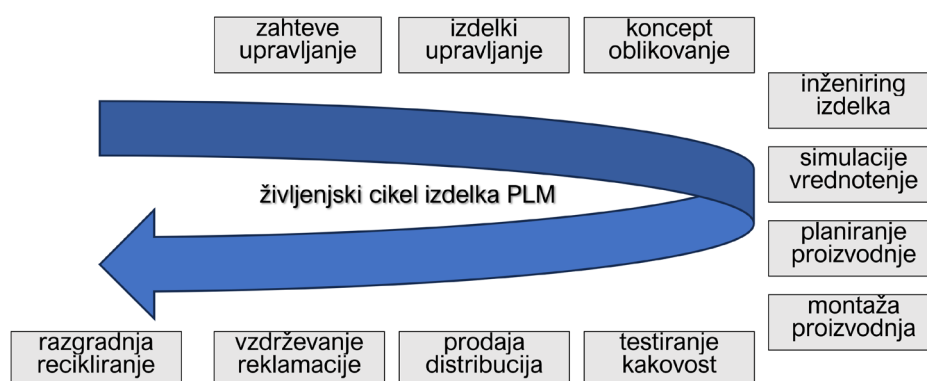 zahteve
upravljanje
izdelki
upravljanje
koncept
oblikovanje
inženiring
izdelka
simulacije
vrednotenje
planiranje
proizvodnje
montaža
proizvodnja
življenjski cikel izdelka PLM
razgradnja
recikliranje
vzdrževanje
reklamacije
prodaja
distribucija
testiranje
kakovost